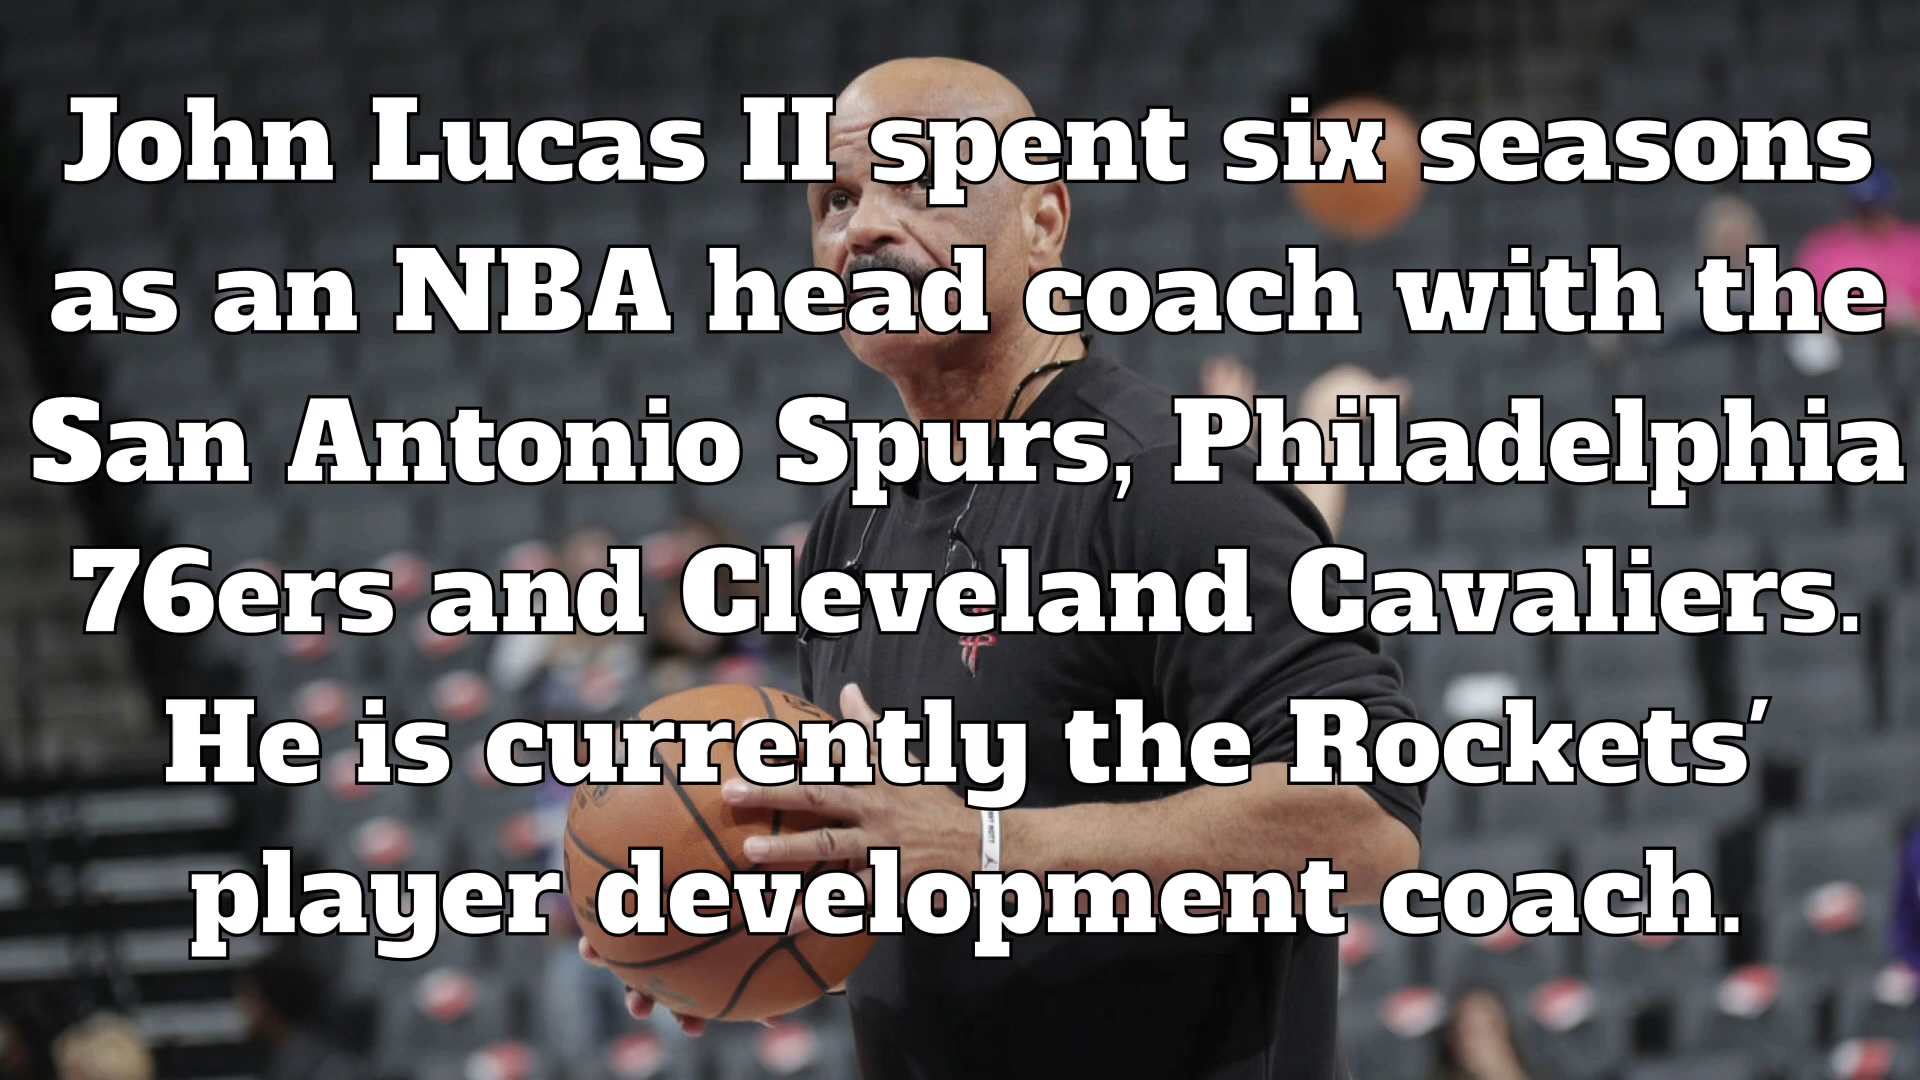 John Lucas II spent six seasons
as an NBA head coach with the
San Antonio Spurs, Philadelphia
76ers and Cleveland Cavaliers.
He is currently the Rockets'
player development coach.